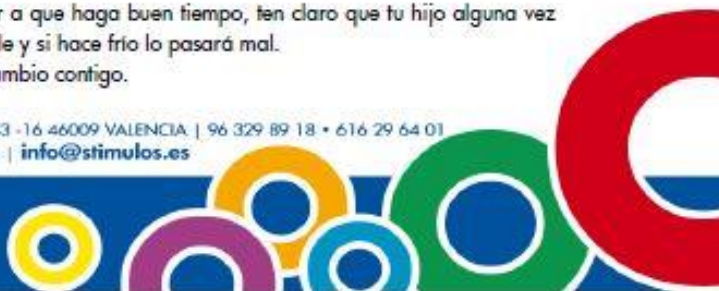 r a que haga buen tiempo, ten claro que tu hijo alguna vez
le y si hace frío lo pasará mal.
ambio contigo.
3 -16 46009 VALENCIA | 96 329 89 18 • 616 29 64 01
| info@stimulos.es